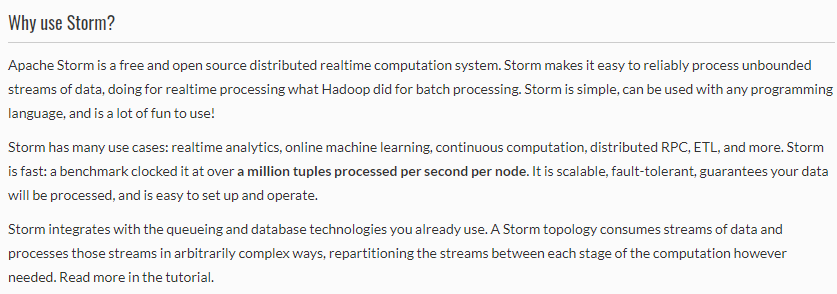 Why use Storm?
Apache Storm is a free and open source distributed realtime computation system. Storm makes it easy to reliably process unbounded
streams of data, doing for realtime processing what Hadoop did for batch processing. Storm is simple, can be used with any programming
language, and is a lot of fun to use!
Storm has many use cases: realtime analytics, online machine learning, continuous computation, distributed RPC, ETL, and more. Storm
is fast: a benchmark clocked it at over a million tuples processed per second per node. It is scalable, fault-tolerant, guarantees your data
will be processed, and is easy to set up and operate.
Storm integrates with the queueing and database technologies you already use. A Storm topology consumes streams of data and
processes those streams in arbitrarily complex ways, repartitioning the streams between each stage of the computation however
needed. Read more in the tutorial.